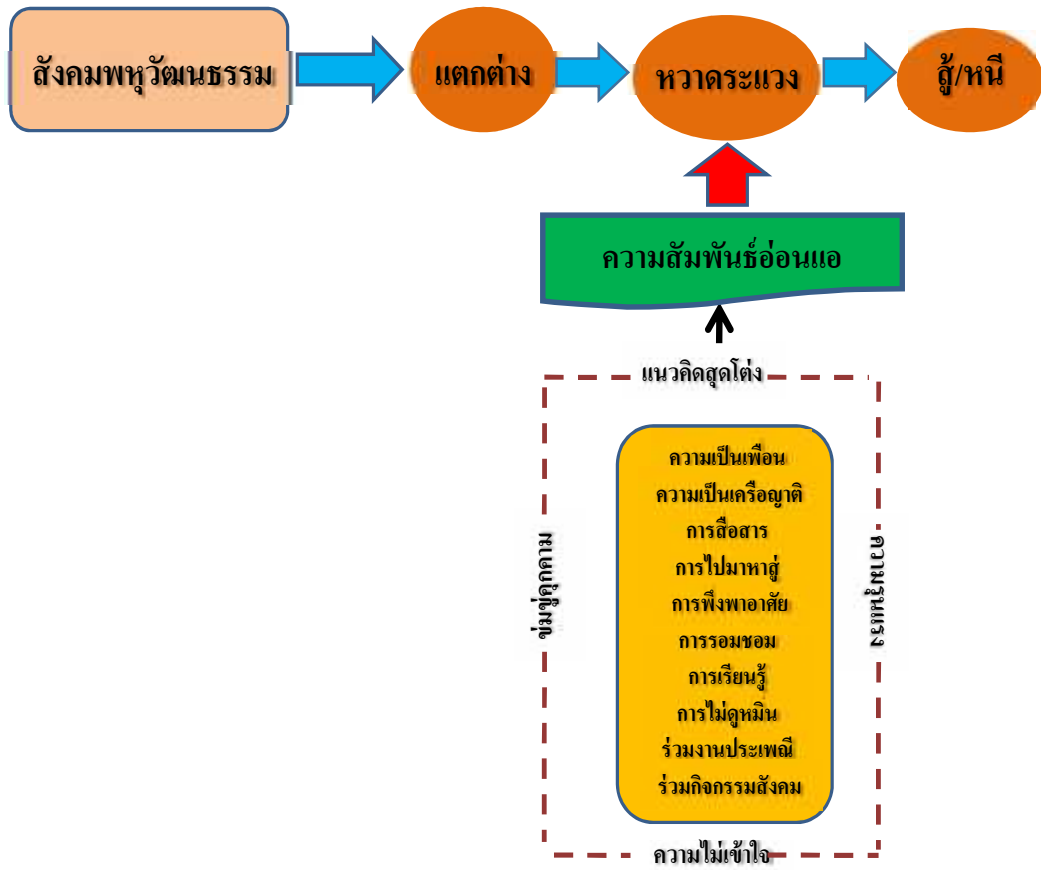 สังคมพหุวัฒนธรรม
แตกต่าง
หวาดระแวง
สู้/หนี
ความสัมพันธ์อ่อนแอ
แนวคิดสุดโต่ง
ความเป็นเพื่อน
ความเป็นเครือญาติ
การสื่อสาร
การไปมาหาสู่
การพึ่งพาอาศัย
การรอมชอม
การเรียนรู้
การไม่ดูหมิ่น
ร่วมงานประเพณี
ร่วมกิจกรรมสังคม
ข่มขู่คุกคาม
ความรุนแรง
ความไม่เข้าใจ